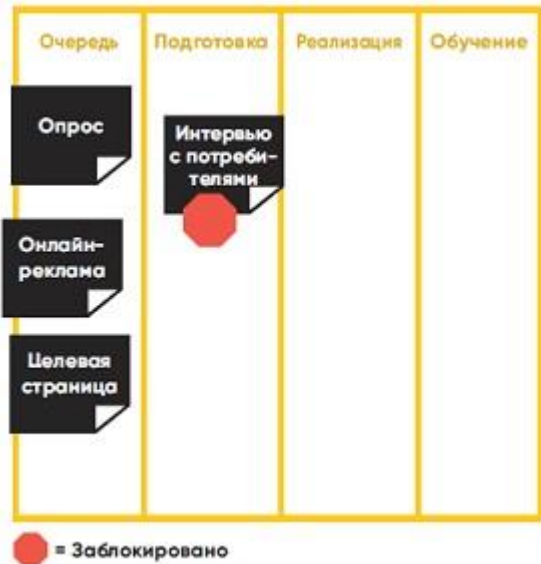 Очередь Подготовка Реализация Обучение
Опрос
Интервью
с потреби-
телями
Онлайн-
реклама
Целевая
страница
= Заблокировано